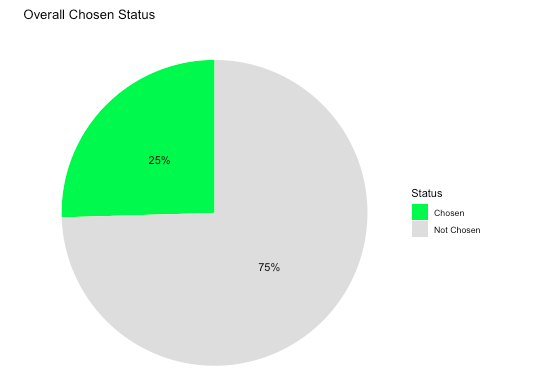 Overall Chosen Status
25%
75%
Status
Chosen
Not Chosen